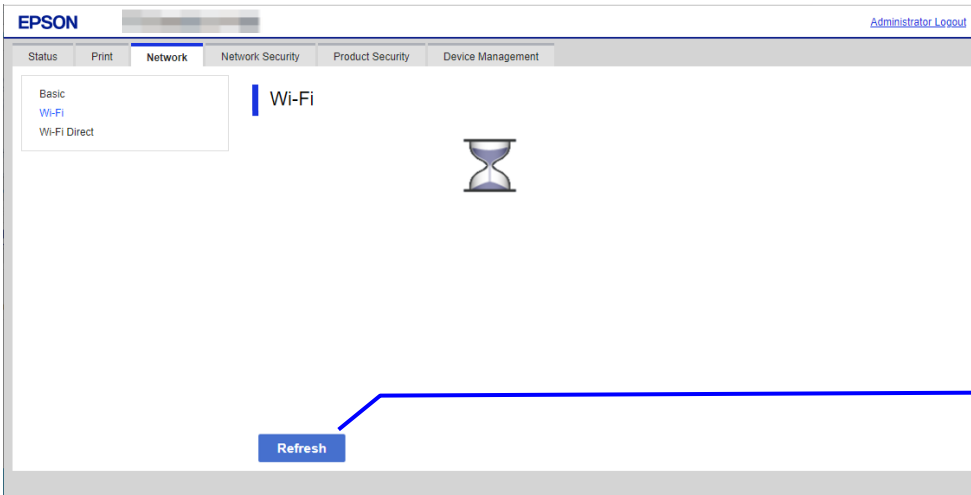 EPSON
Administrator Logout
Status Print Network Network Security Product Security Device Management
Basic
Wi-Fi
Wi-Fi Direct
Wi-Fi
Refresh